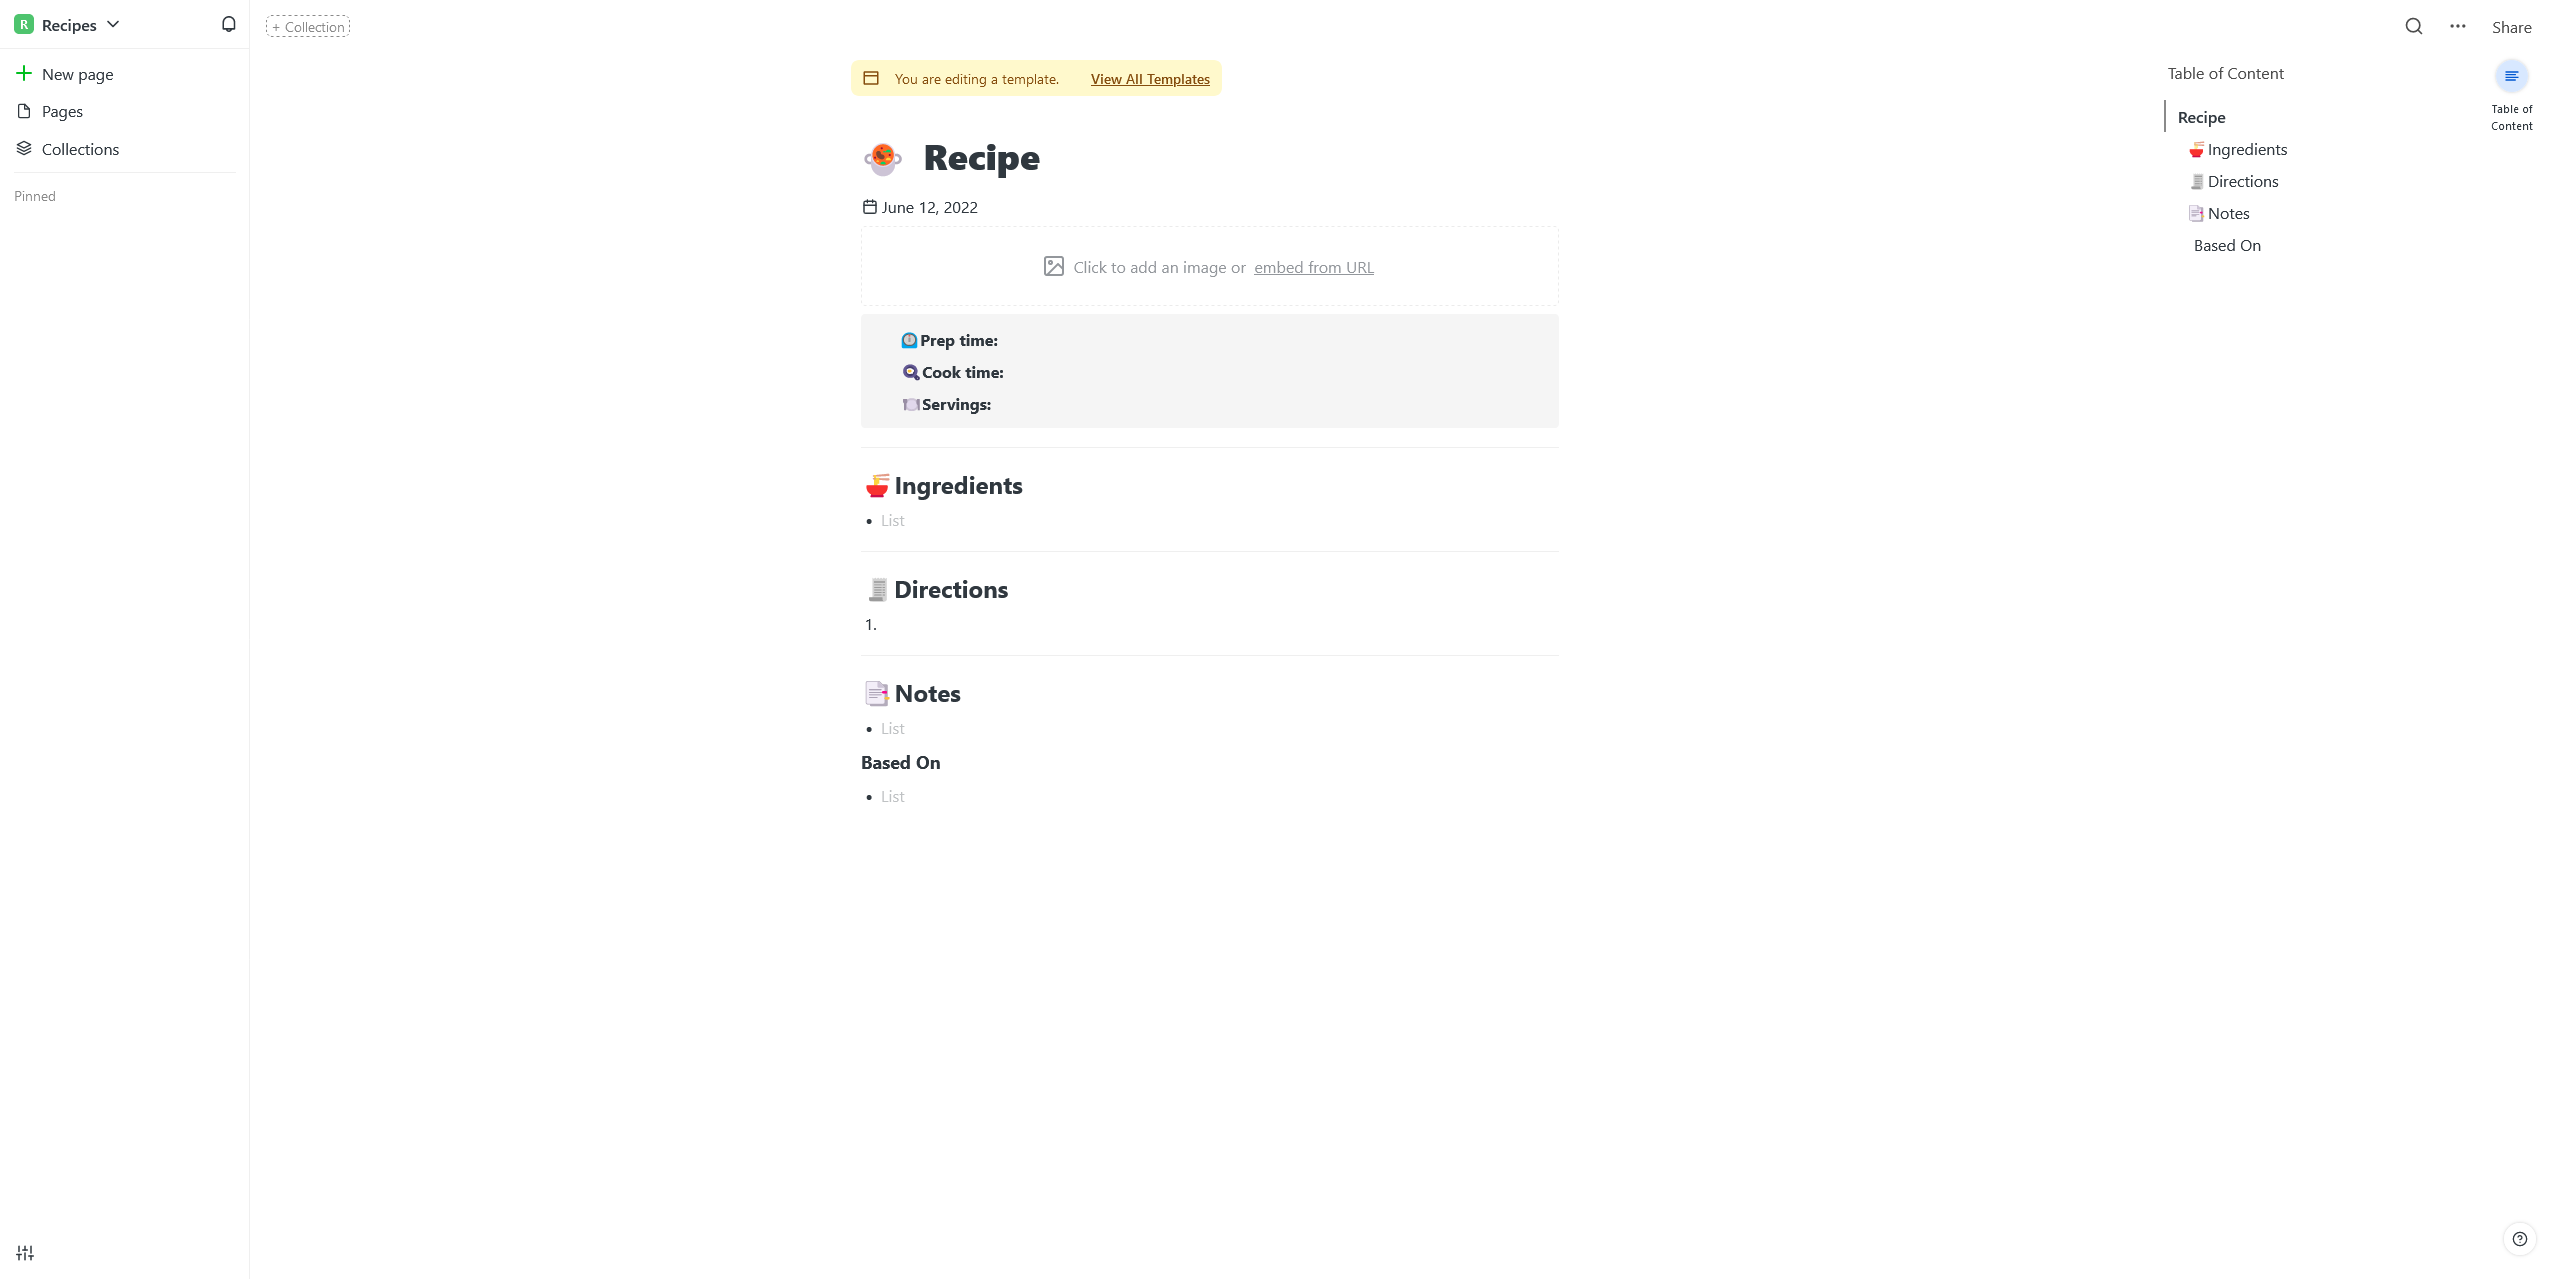 R Recipes
New page
Pages
Collections
Pinned
+ Collection
Share
You are editing a template. View All Templates
Recipe
June 12, 2022
Click to add an image or embed from URL
Prep time:
Cook time:
Servings:
Ingredients
• List
Directions
1.
Notes
• List
Based On
• List
Table of Content
Recipe
Ingredients
Directions
Notes
Based On
Table of
Content